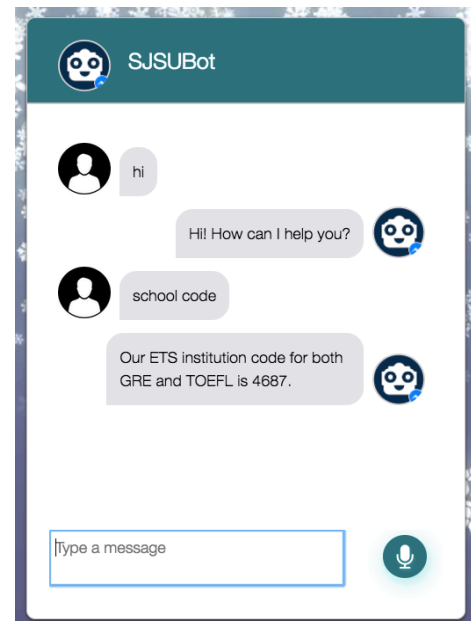 SJSUBot
hi
Hi! How can I help you?
school code
Our ETS institution code for both
GRE and TOEFL is 4687.
Type a message